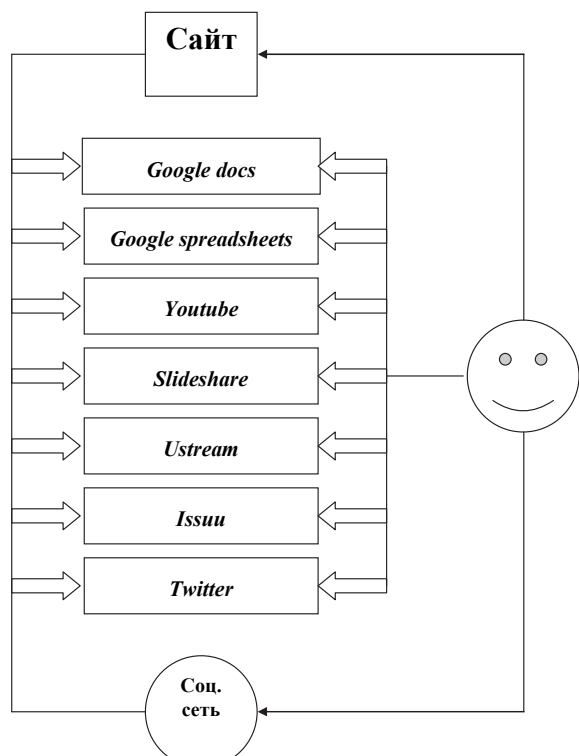 Сайт
Google docs
Google spreadsheets
Youtube
Slideshare
Ustream
Issuu
Twitter
Соц.
сеть